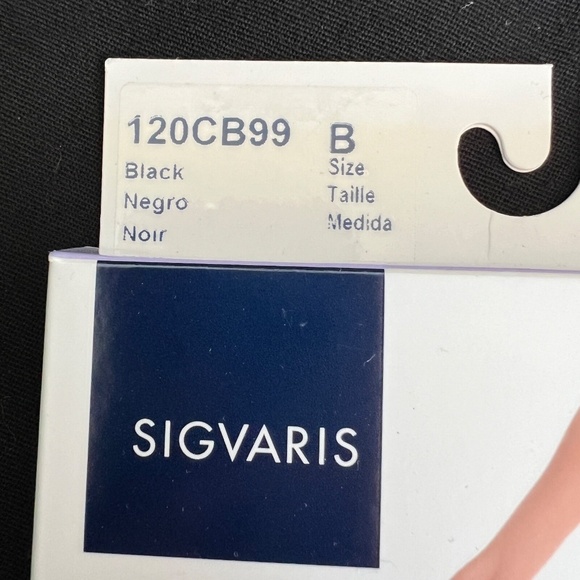 120CB99 B
Black Size
Negro Taille
Noir Medida
SIGVARIS